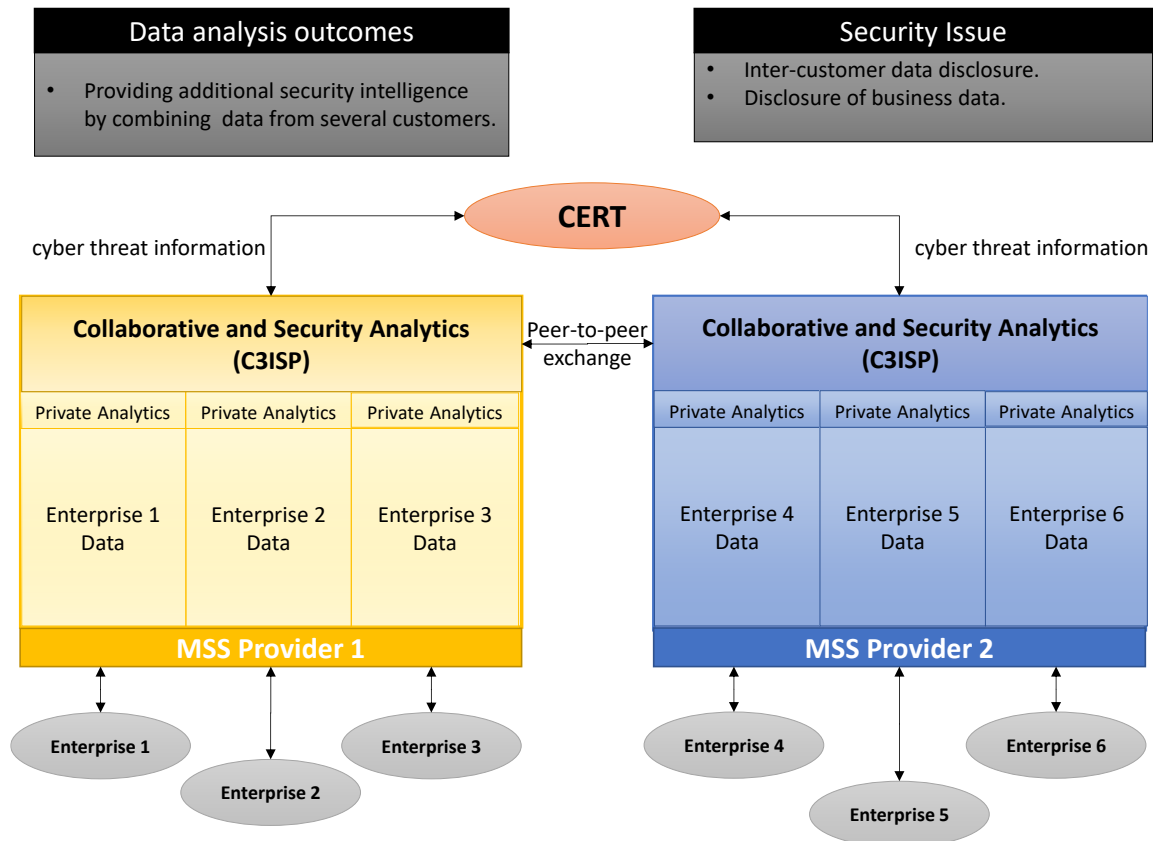 Data analysis outcomes
• Providing additional security intelligence
by combining data from several customers.
Security Issue
• Inter-customer data disclosure.
• Disclosure of business data.
CERT
cyber threat information
cyber threat information
Collaborative and Security Analytics
(C3ISP)
Peer-to-peer
exchange
Collaborative and Security Analytics
(C3ISP)
Private Analytics
Private Analytics
Private Analytics
Private Analytics
Private Analytics
Private Analytics
Enterprise 1
Data
Enterprise 2
Data
Enterprise 3
Data
Enterprise 4
Data
Enterprise 5
Data
Enterprise 6
Data
MSS Provider 1
MSS Provider 2
Enterprise 1
Enterprise 2
Enterprise 3
Enterprise 4
Enterprise 5
Enterprise 6